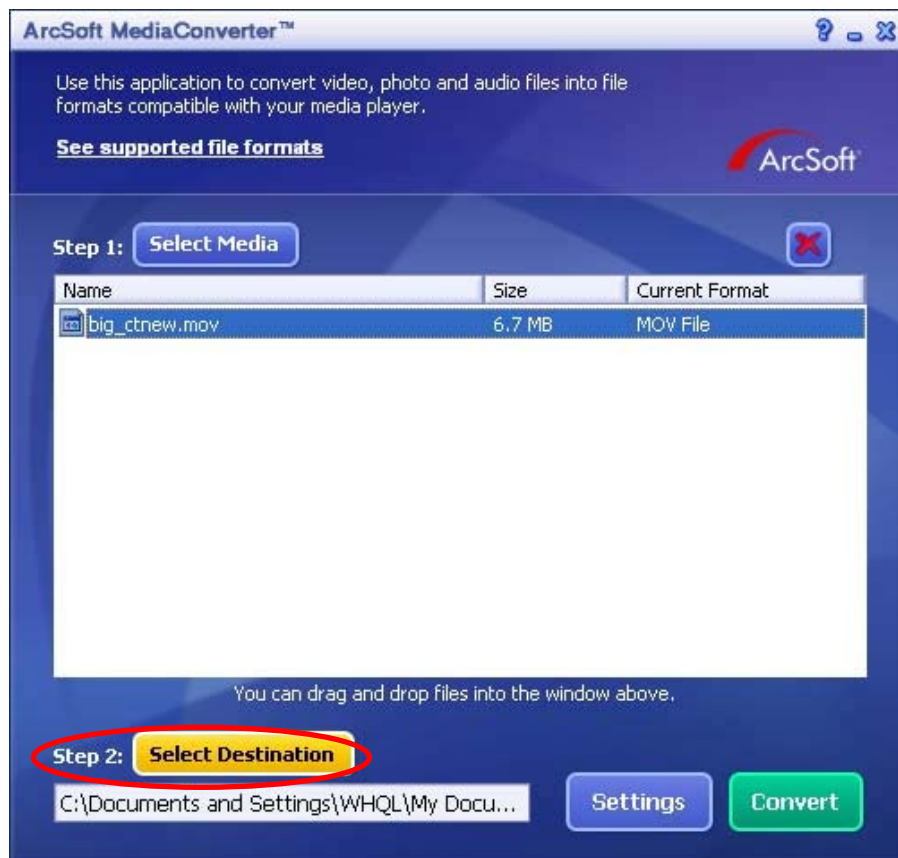 ArcSoft MediaConverter™
Use this application to convert video, photo and audio files into file
formats compatible with your media player.
See supported file formats
ArcSoft
Step 1: Select Media
Name Size Current Format
big_ctnew.mov 6.7 MB MOV File
You can drag and drop files into the window above.
Step 2: Select Destination
C:\Documents and Settings\WHQL\My Docu...
Settings Convert